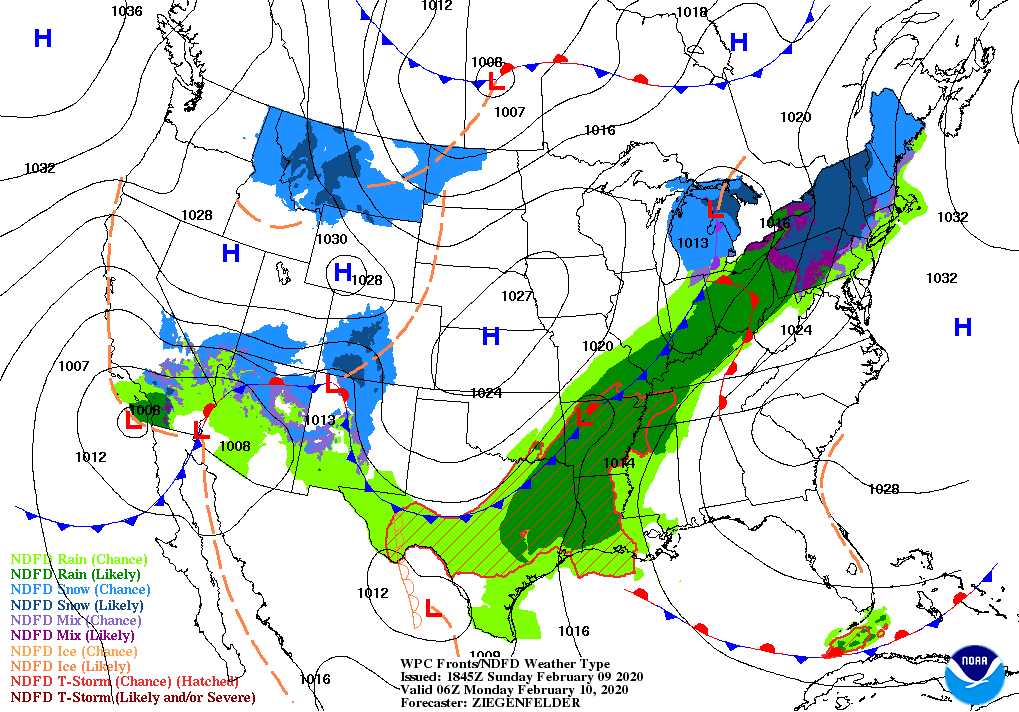 1036
1012
1018
H
H
1008
L
1007
1020
1016
1032
L
1028
1016
1032
H
1013
1030
H
1028
1032
1027
H
H
1024
1020
1007
L
1024
1008
L
1013
L
L
1008
1012
1014
1028
NDFD Rain (Chance)
NDFD Rain (Likely)
NDFD Snow (Chance)
NDFD Snow (Likely)
NDFD Mix (Chance)
NDFD Mix (Likely)
NDFD Ice (Chance)
NDFD Ice (Likely)
NDFD T-Storm (Chance) (Hatched)
NDFD T-Storm (Likely and/or Severe)
1012
L
1016
1009
1016
WPC Fronts/NDFD Weather Type
Issued: 1845Z Sunday February 09 2020
Valid 06Z Monday February 10, 2020
Forecaster: ZIEGENFELDER
NOAA